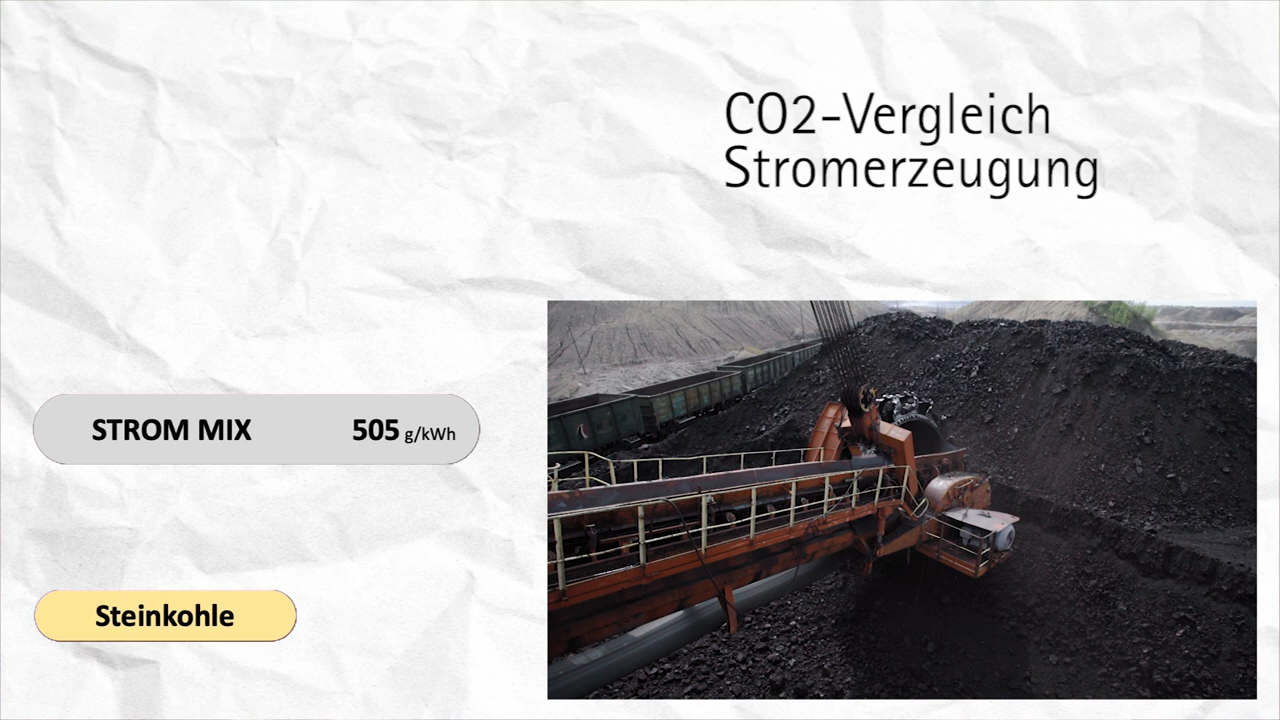 CO2-Vergleich
Stromerzeugung
STROM MIX 505 g/kWh
Steinkohle